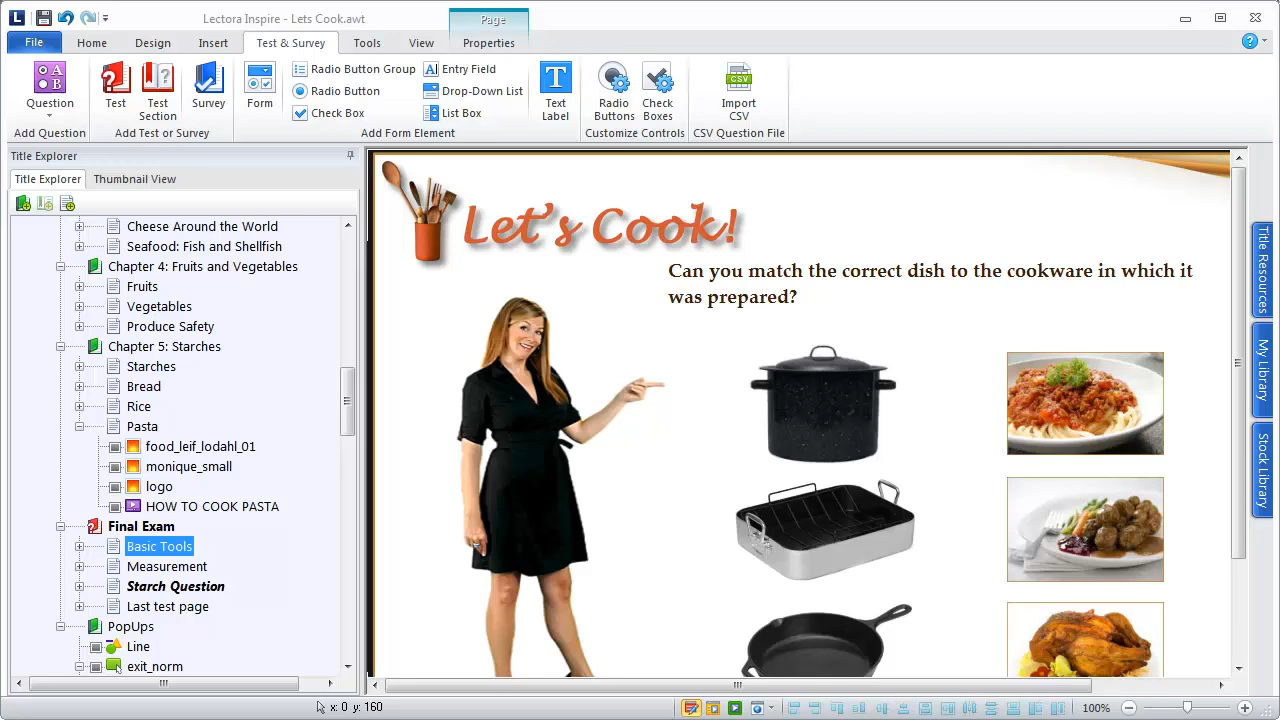 Lectora Inspire - Lets Cook.awt
Page
File
Home
Design
Insert
Test & Survey
Tools
View
Properties
Question
Test
Test
Section
Survey
Form
Radio Button Group
Radio Button
Check Box
Entry Field
Drop-Down List
List Box
Text
Label
Radio
Buttons
Check
Boxes
CSV
Import
CSV
Add Question
Add Test or Survey
Add Form Element
Customize Controls
CSV Question File
Title Explorer
Title Explorer
Thumbnail View
Cheese Around the World
Seafood: Fish and Shellfish
Chapter 4: Fruits and Vegetables
Fruits
Vegetables
Produce Safety
Chapter 5: Starches
Starches
Bread
Rice
Pasta
food_leif_lodahl_01
monique_small
logo
HOW TO COOK PASTA
Final Exam
Basic Tools
Measurement
Starch Question
Last test page
PopUps
Line
exit_norm
Let's Cook!
Can you match the correct dish to the cookware in which it
was prepared?
Title Resources
My Library
Stock Library
x: 0 y: 160
100%